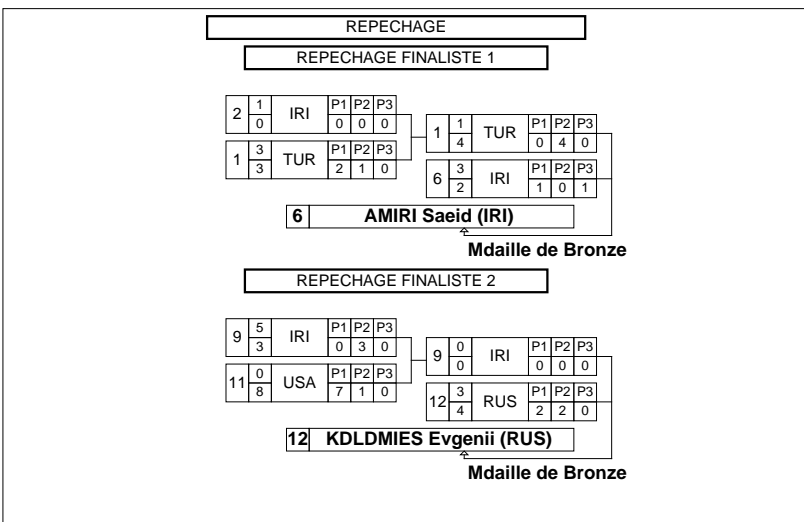 REPECHAGE
REPECHAGE FINALISTE 1
2 1 0 IRI P1 P2 P3 0 0 0
1 3 3 TUR P1 P2 P3 2 1 0
1 1 4 TUR P1 P2 P3 0 4 0
6 3 2 IRI P1 P2 P3 1 0 1
6 AMIRI Saeid (IRI)
Mdaille de Bronze
REPECHAGE FINALISTE 2
9 5 3 IRI P1 P2 P3 0 3 0
11 0 8 USA P1 P2 P3 7 1 0
9 0 0 IRI P1 P2 P3 0 0 0
12 3 4 RUS P1 P2 P3 2 2 0
12 KDLDMIES Evgenii (RUS)
Mdaille de Bronze